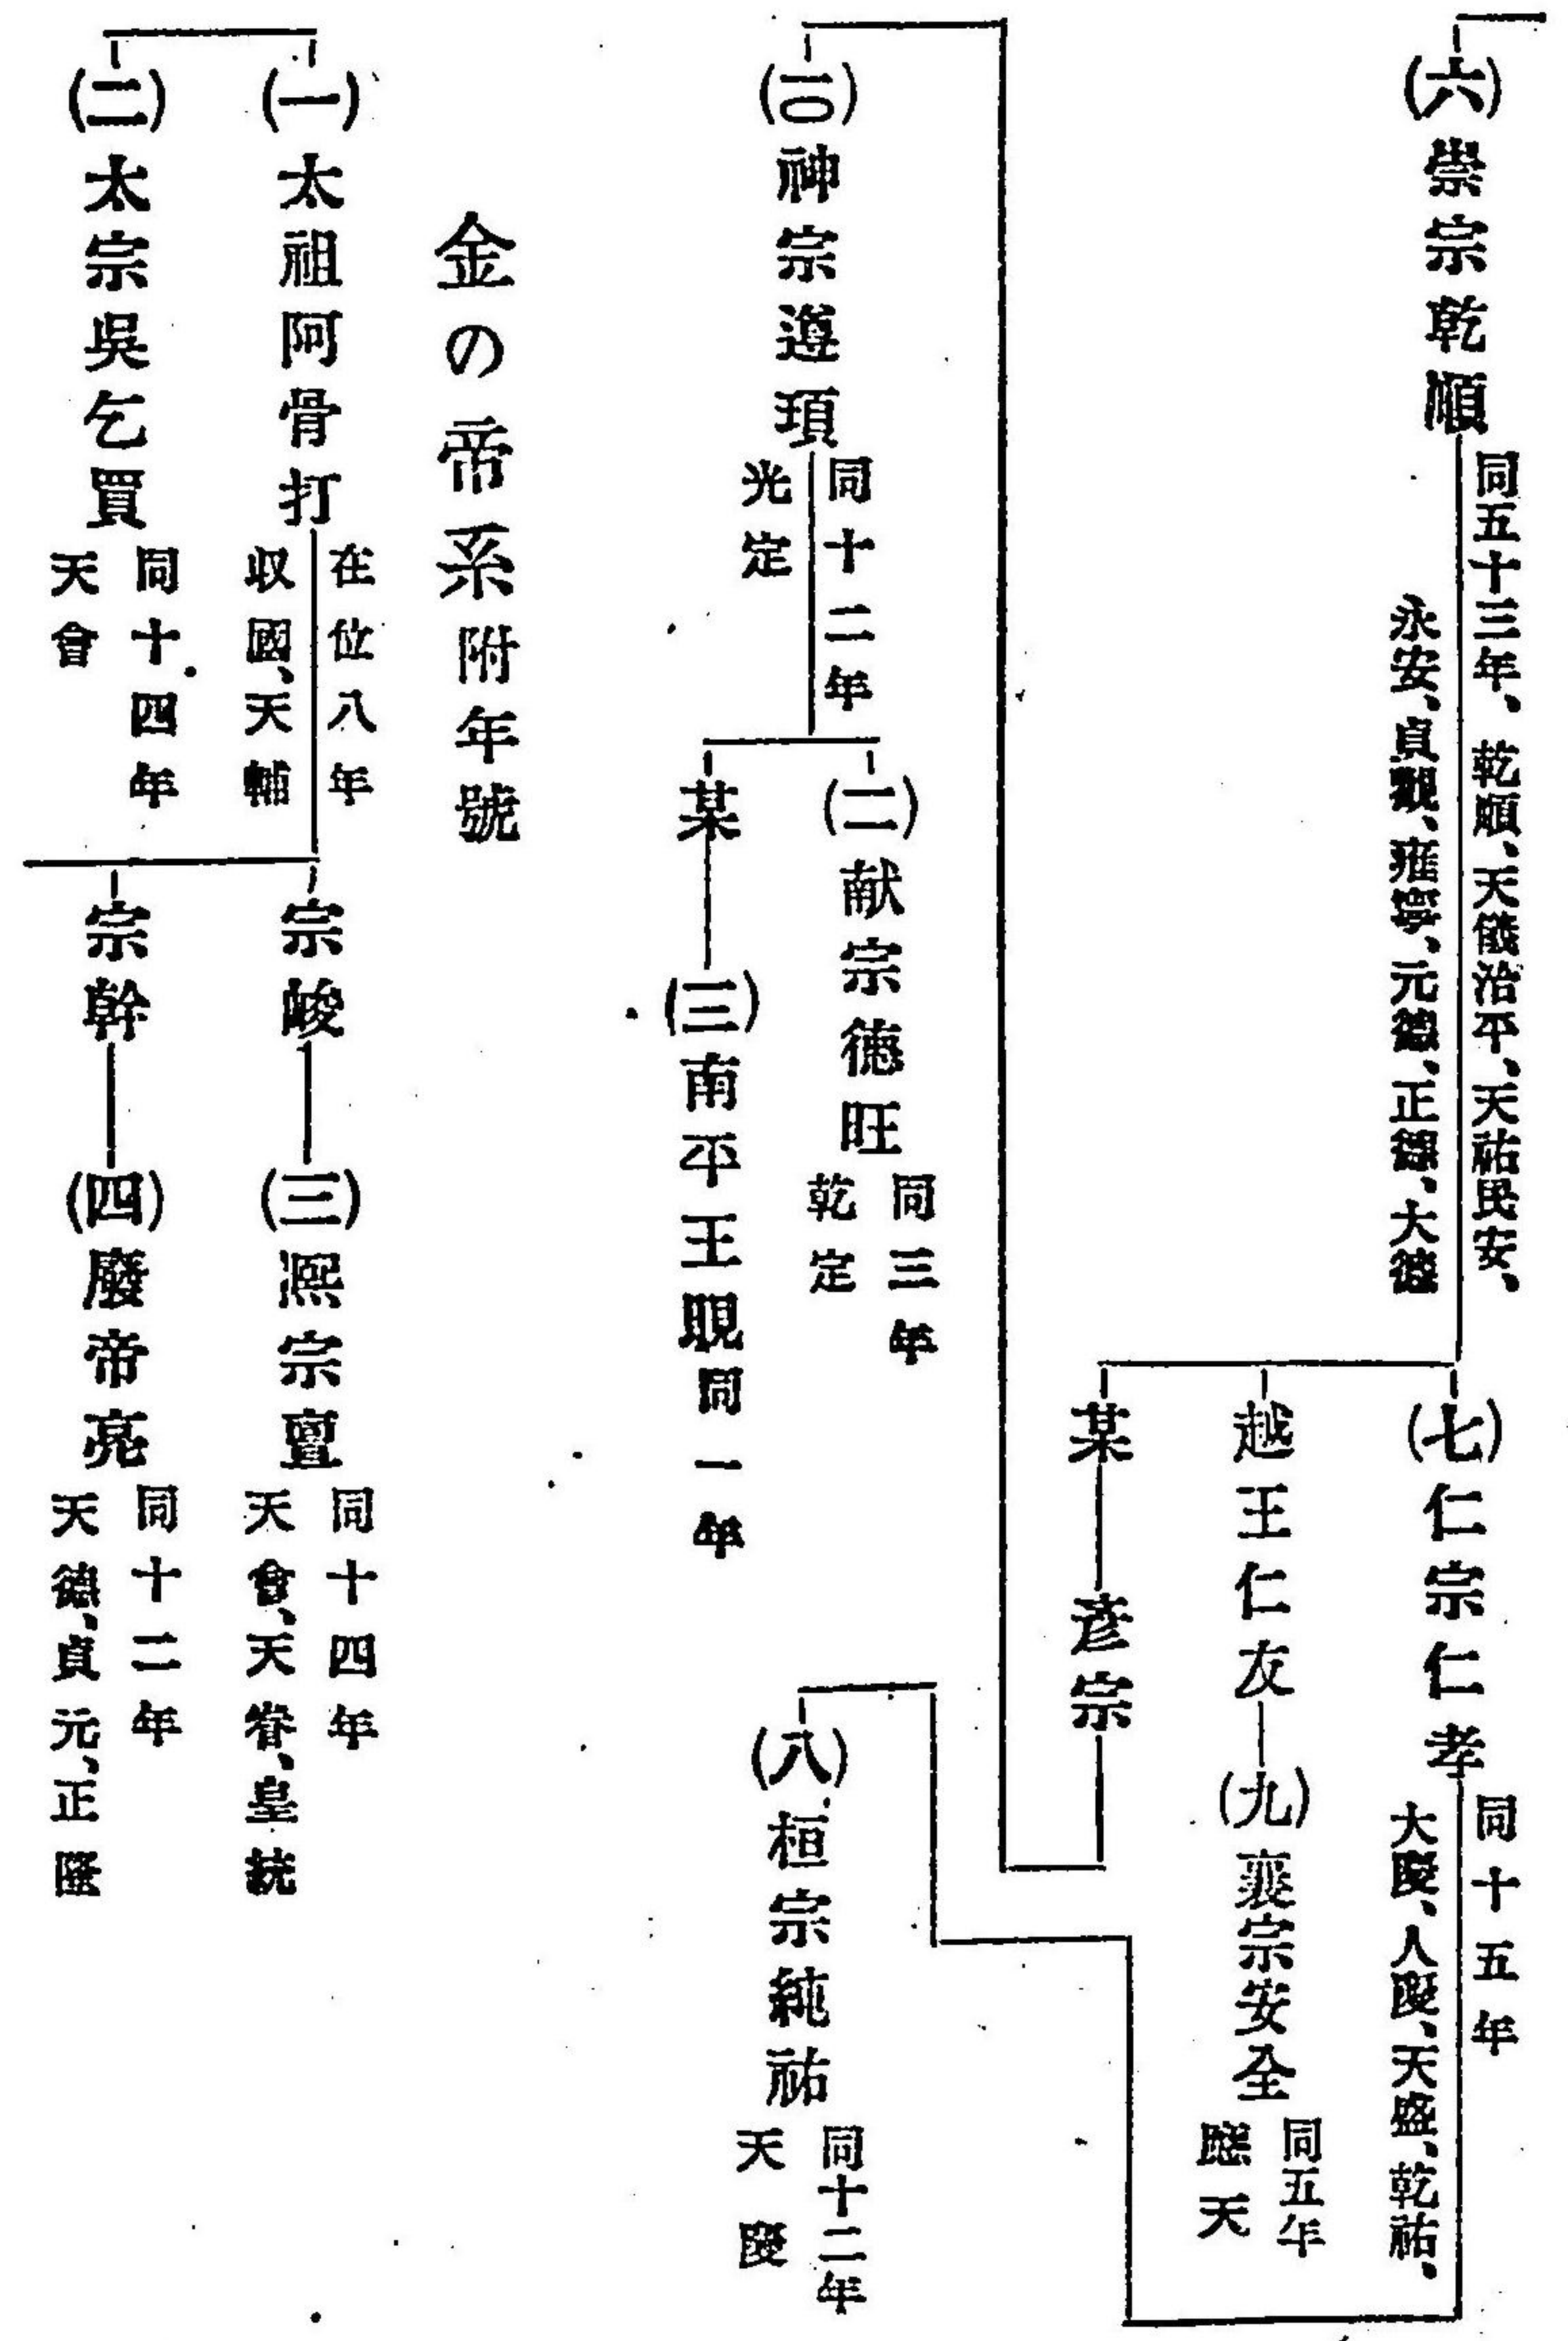 (六)崇宗乾順
同五十三年、乾順、天儀治平、天祐民安、
永安、貞觀、雍寧、元德、正德、大德
(七)仁宗仁孝
同十五年
大慶、人慶、天盛、乾祐、
越王仁友
(九)襄宗安全
同五年
應天
某
彦宗
(八)桓宗純祐
同十二年
天慶
(一〇)神宗遵頊
同十二年
光定
(二)献宗徳旺
同三年
乾定
某
(三)南平王睍同一年
金の帝系附年號
(一)太祖阿骨打
在位八年
収國、天輔
宗峻
(三)熙宗亶
同十四年
天會、天眷、皇統
(二)太宗吳乞買
同十四年
天會
宗幹
(四)廢帝亮
同十二年
天德、貞元、正隆